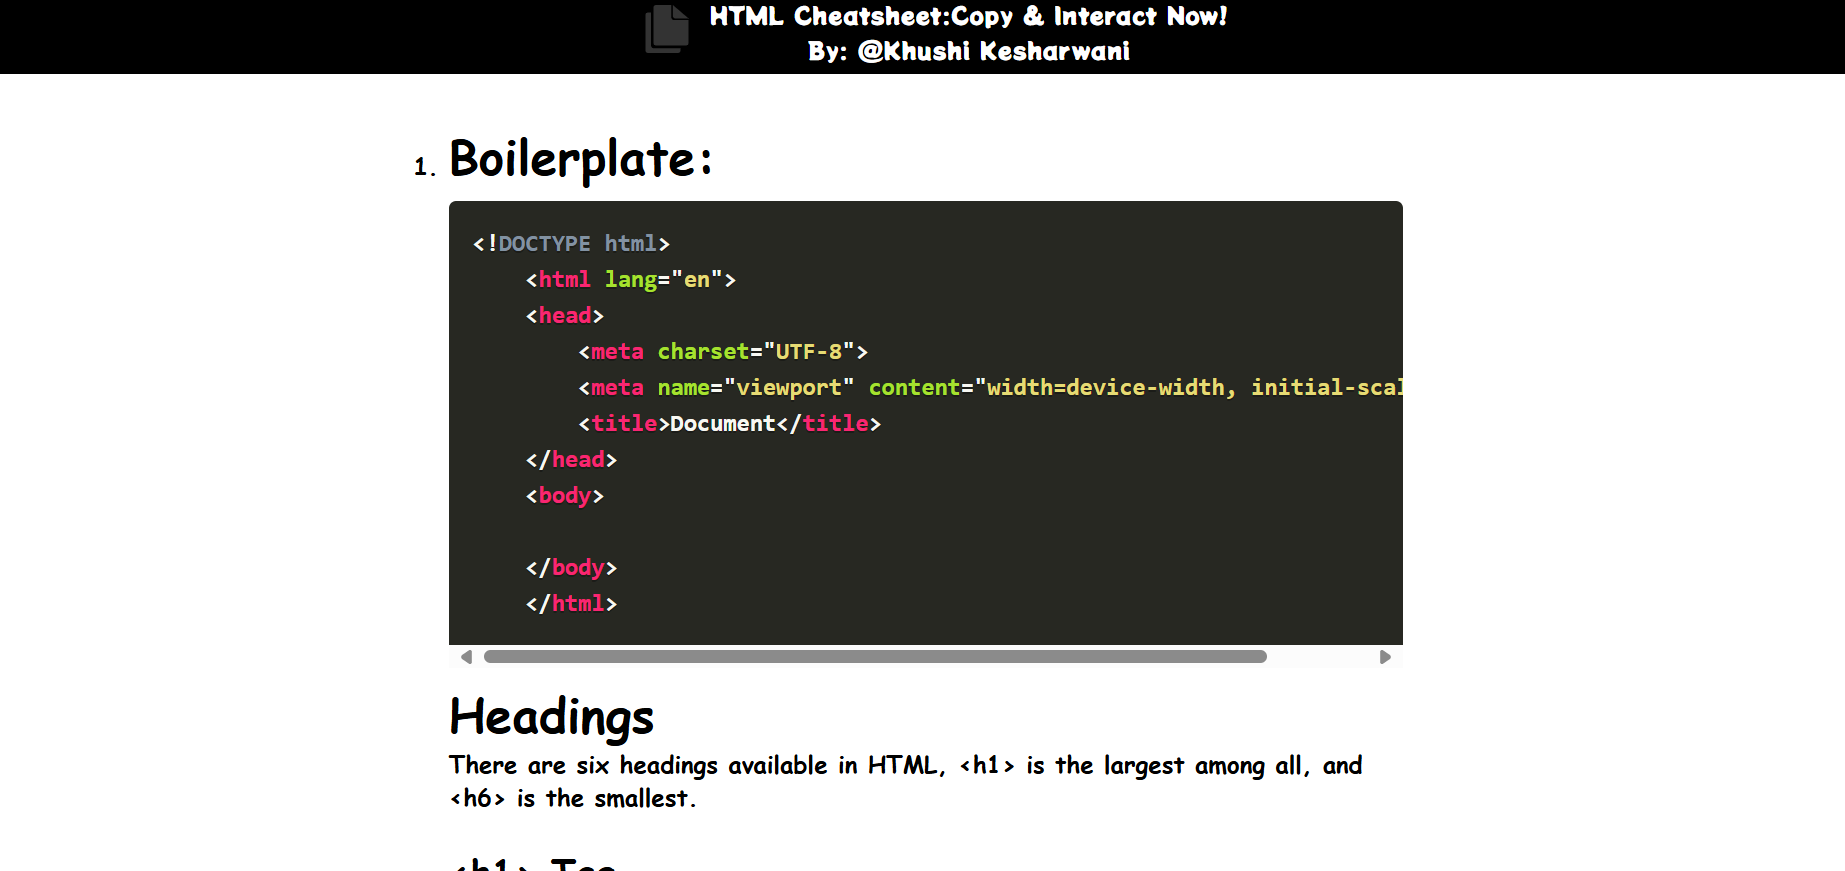 HTML Cheatsheet:Copy & Interact Now!
By: @Khushi Kesharwani
1. Boilerplate:
<!DOCTYPE html>
    <html lang="en">
    <head>
        <meta charset="UTF-8">
        <meta name="viewport" content="width=device-width, initial-scal
        <title>Document</title>
    </head>
    <body>
    </body>
    </html>
Headings
There are six headings available in HTML, <h1> is the largest among all, and
<h6> is the smallest.
<h1> Tag